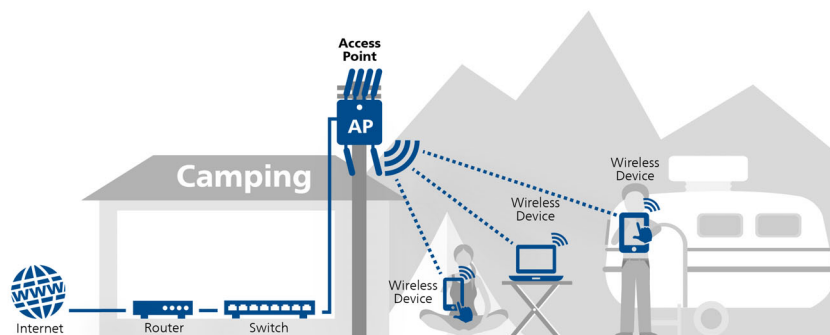 Access
Point
AP
Camping
Wireless
Device
Wireless
Device
Wireless
Device
WWW
Internet
Router
Switch